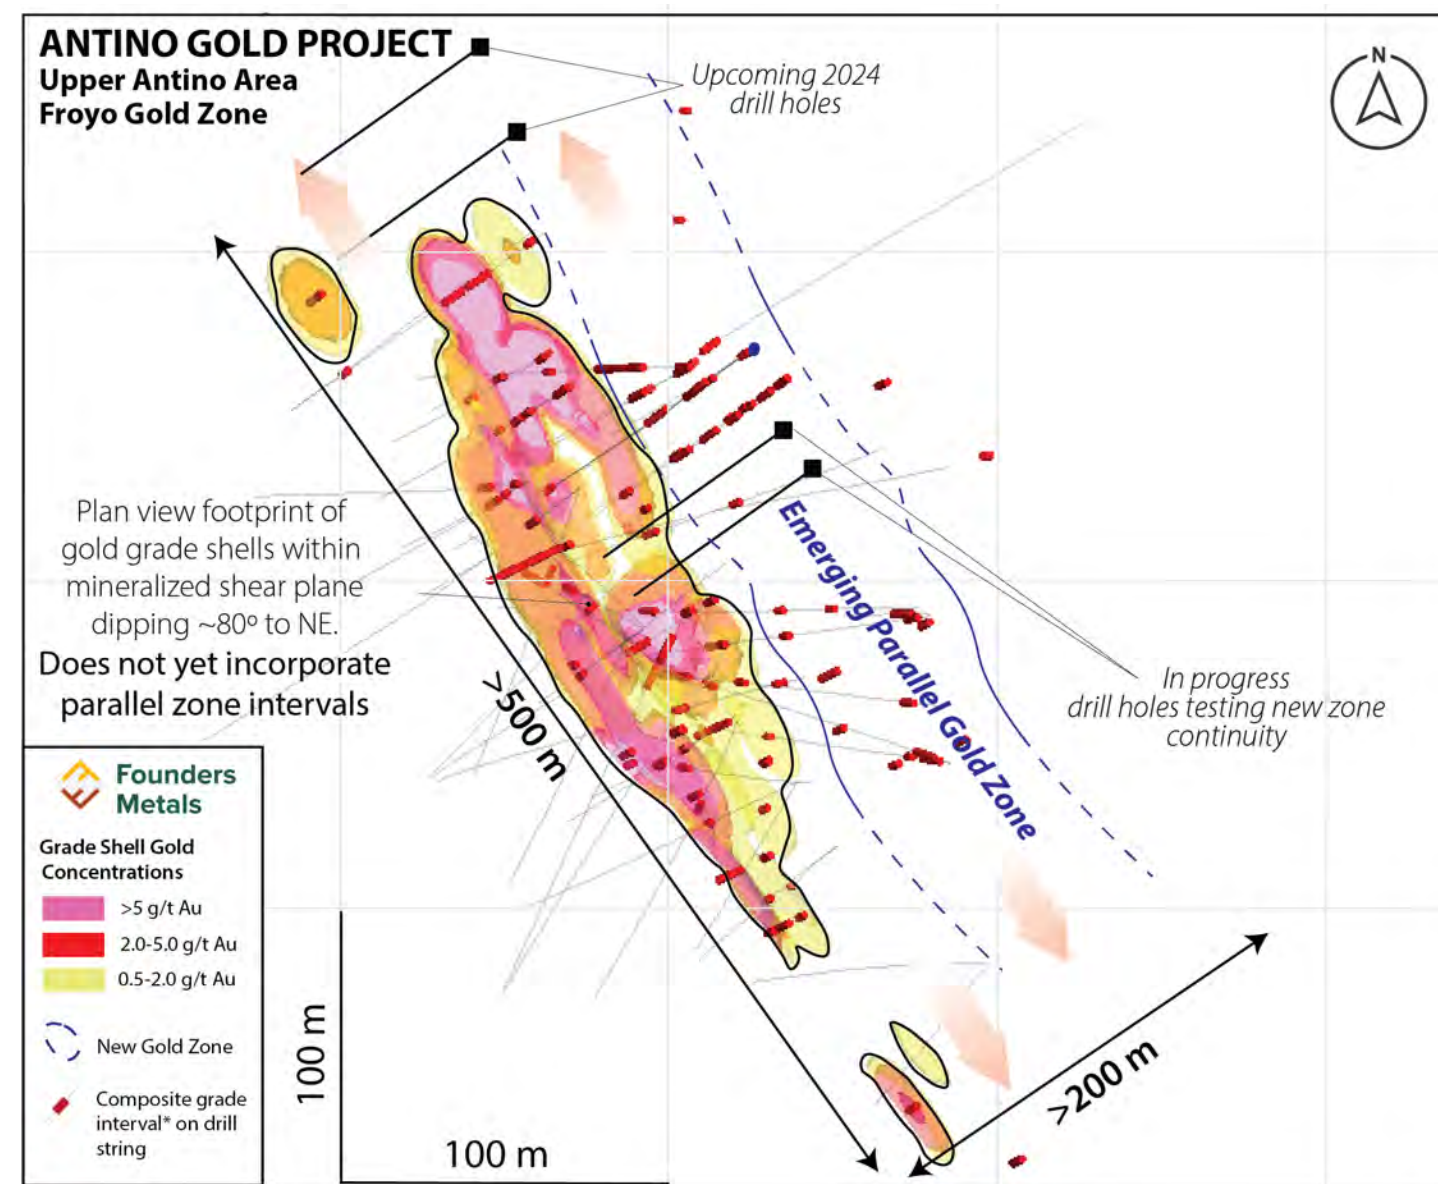 ANTINO GOLD PROJECT
Upper Antino Area
Froyo Gold Zone
Upcoming 2024
drill holes
N
Plan view footprint of
gold grade shells within
mineralized shear plane
dipping ~80º to NE.
Does not yet incorporate
parallel zone intervals
>500 m
Emerging Parallel Gold Zone
In progress
drill holes testing new zone
continuity
Founders
Metals
Grade Shell Gold
Concentrations
>5 g/t Au
2.0-5.0 g/t Au
0.5-2.0 g/t Au
New Gold Zone
Composite grade
interval* on drill
string
100 m
100 m
>200 m